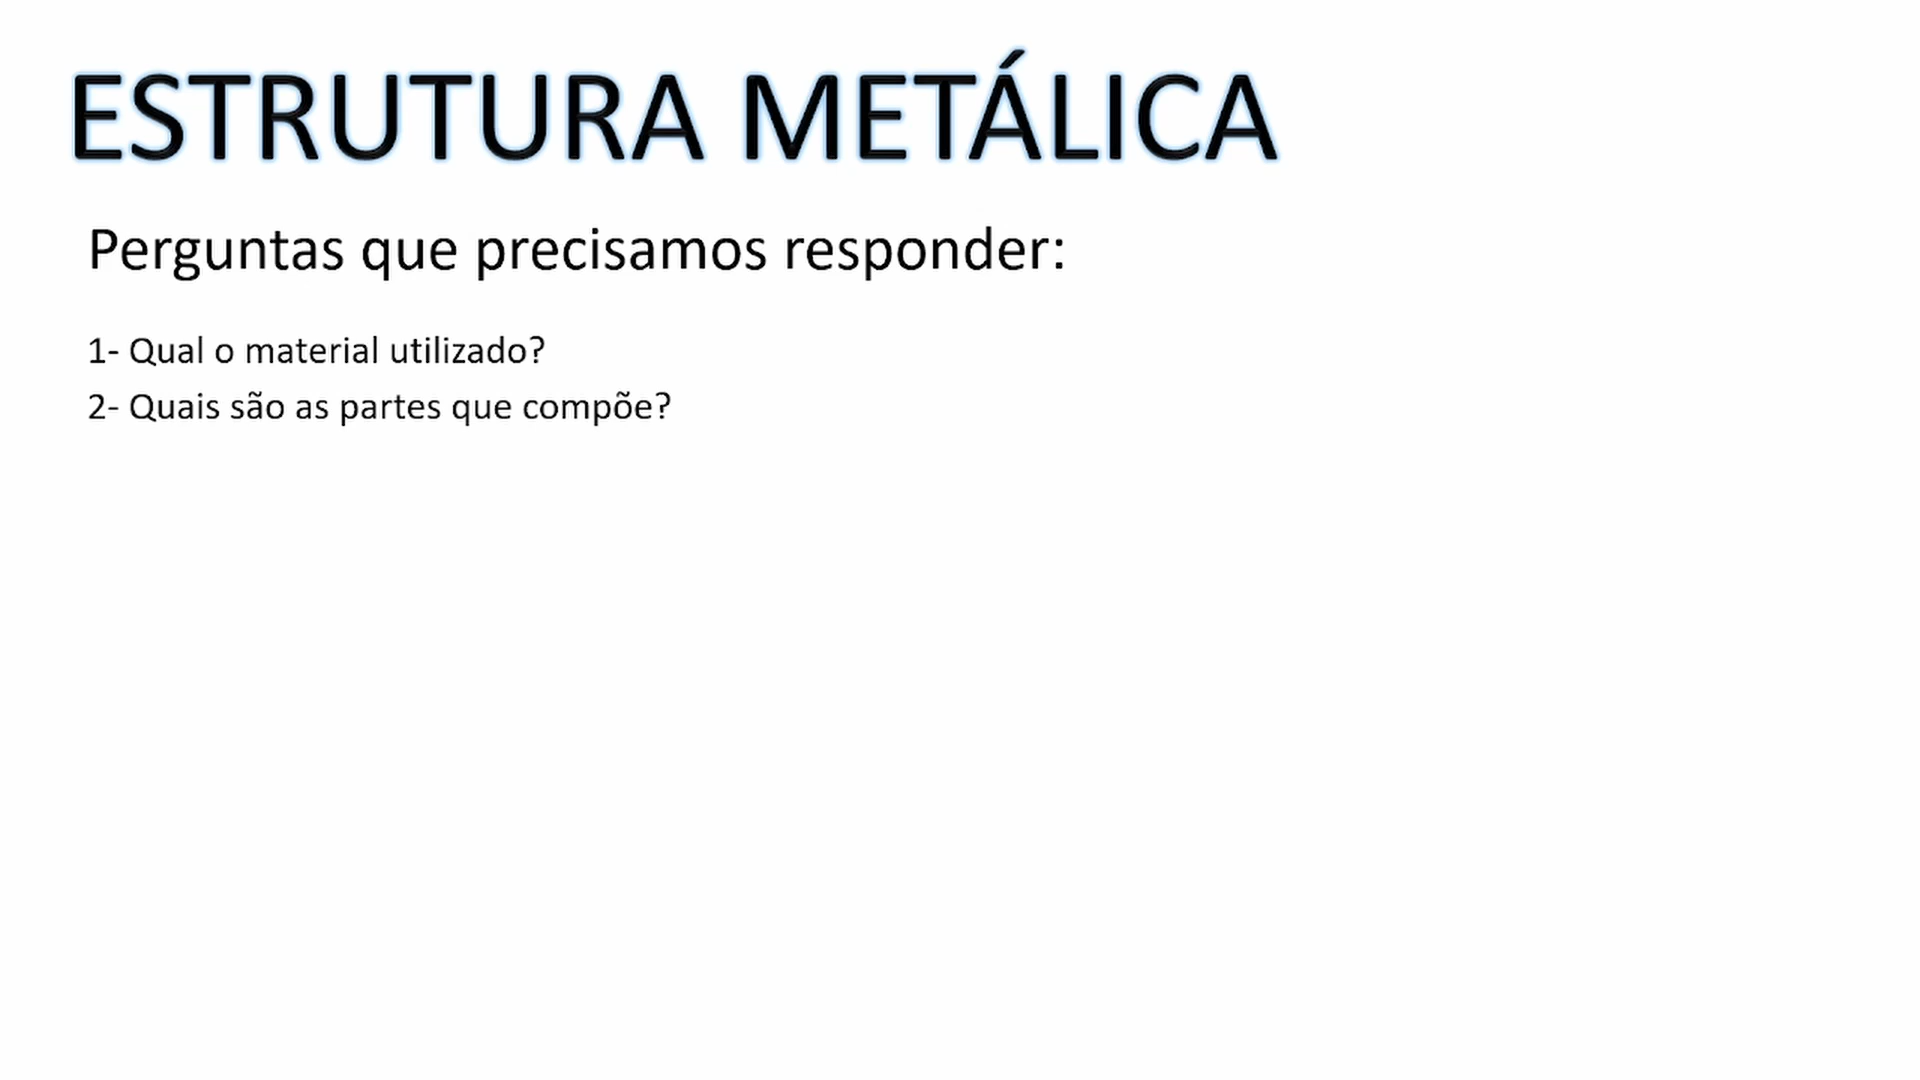 ESTRUTURA METÁLICA
Perguntas que precisamos responder:
1- Qual o material utilizado?
2- Quais são as partes que compõe?